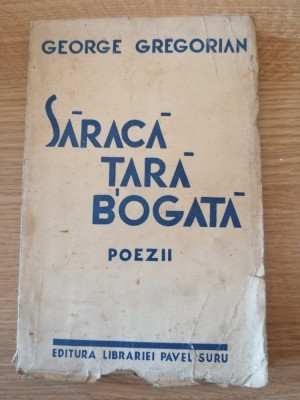 GEORGE GREGORIAN
SĂRACĂ
ȚARĂ
BOGATĂ
POEZII
EDITURA LIBRARIEI PAVEL SURU